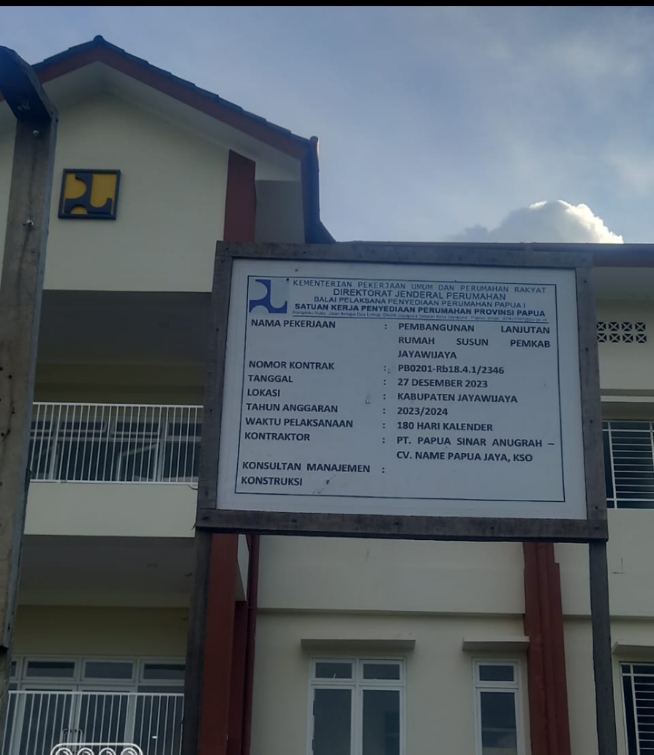 KEMENTERIAN PEKERJAAN UMUM DAN PERUMAHAN RAKYAT
DIREKTORAT JENDERAL PERUMAHAN
BALAI PELAKSANA PENYEDIAAN PERUMAHAN PAPUA I
SATUAN KERJA PENYEDIAAN PERUMAHAN PROVINSI PAPUA
NAMA PEKERJAAN : PEMBANGUNAN LANJUTAN
RUMAH SUSUN PEMKAB
JAYAWIJAYA
NOMOR KONTRAK : PB0201-Rb18.4.1/2346
TANGGAL : 27 DESEMBER 2023
LOKASI : KABUPATEN JAYAWIJAYA
TAHUN ANGGARAN : 2023/2024
WAKTU PELAKSANAAN : 180 HARI KALENDER
KONTRAKTOR : PT. PAPUA SINAR ANUGRAH –
CV. NAME PAPUA JAYA, KSO
KONSULTAN MANAJEMEN :
KONSTRUKSI